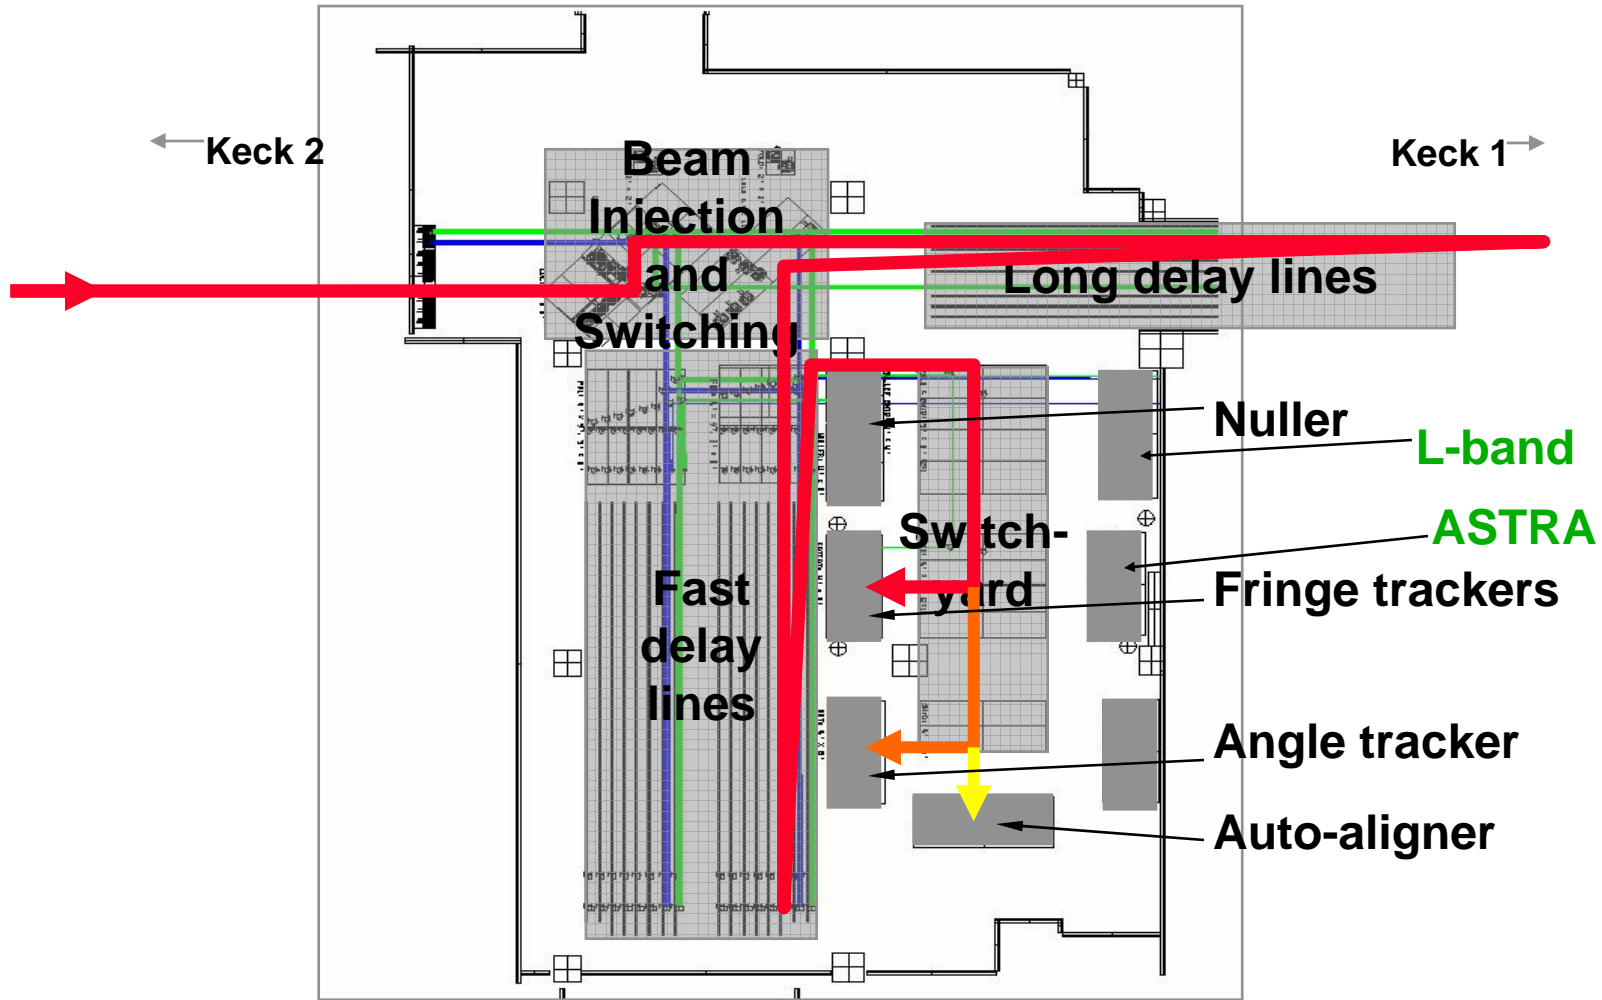 Keck 2
Keck 1
Beam
Injection
and
Switching
Long delay lines
Nuller
L-band
Switch-
yard
ASTRA
Fast
delay
lines
Fringe trackers
Angle tracker
Auto-aligner